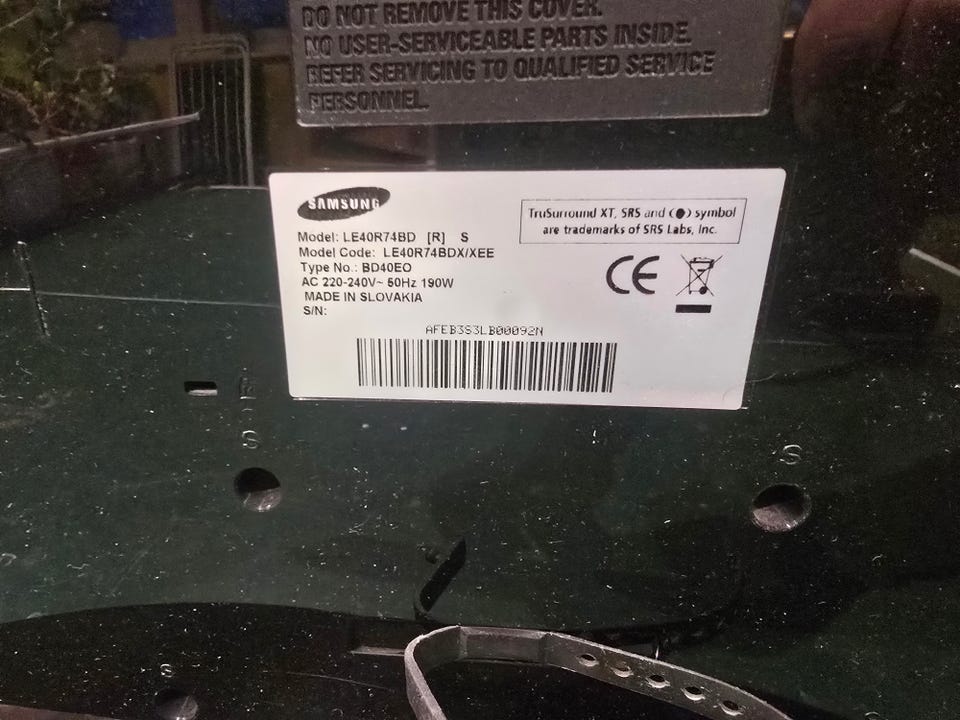 DO NOT REMOVE THIS COVER.
NO USER-SERVICEABLE PARTS INSIDE.
REFER SERVICING TO QUALIFIED SERVICE
PERSONNEL.
SAMSUNG
Model: LE40R74BD [R] S
Model Code: LE40R74BDX/XEE
Type No.: BD40EO
AC 220-240V~ 50Hz 190W
MADE IN SLOVAKIA
S/N:
TruSurround XT, SRS and (●) symbol
are trademarks of SRS Labs, Inc.
CE
AFEB3S3LB00092N
S
S
S